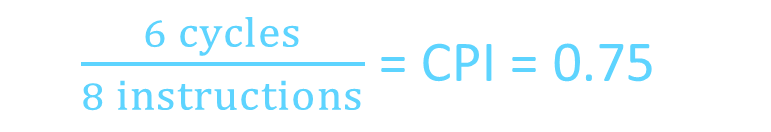 6 cycles
8 instructions
= CPI = 0.75